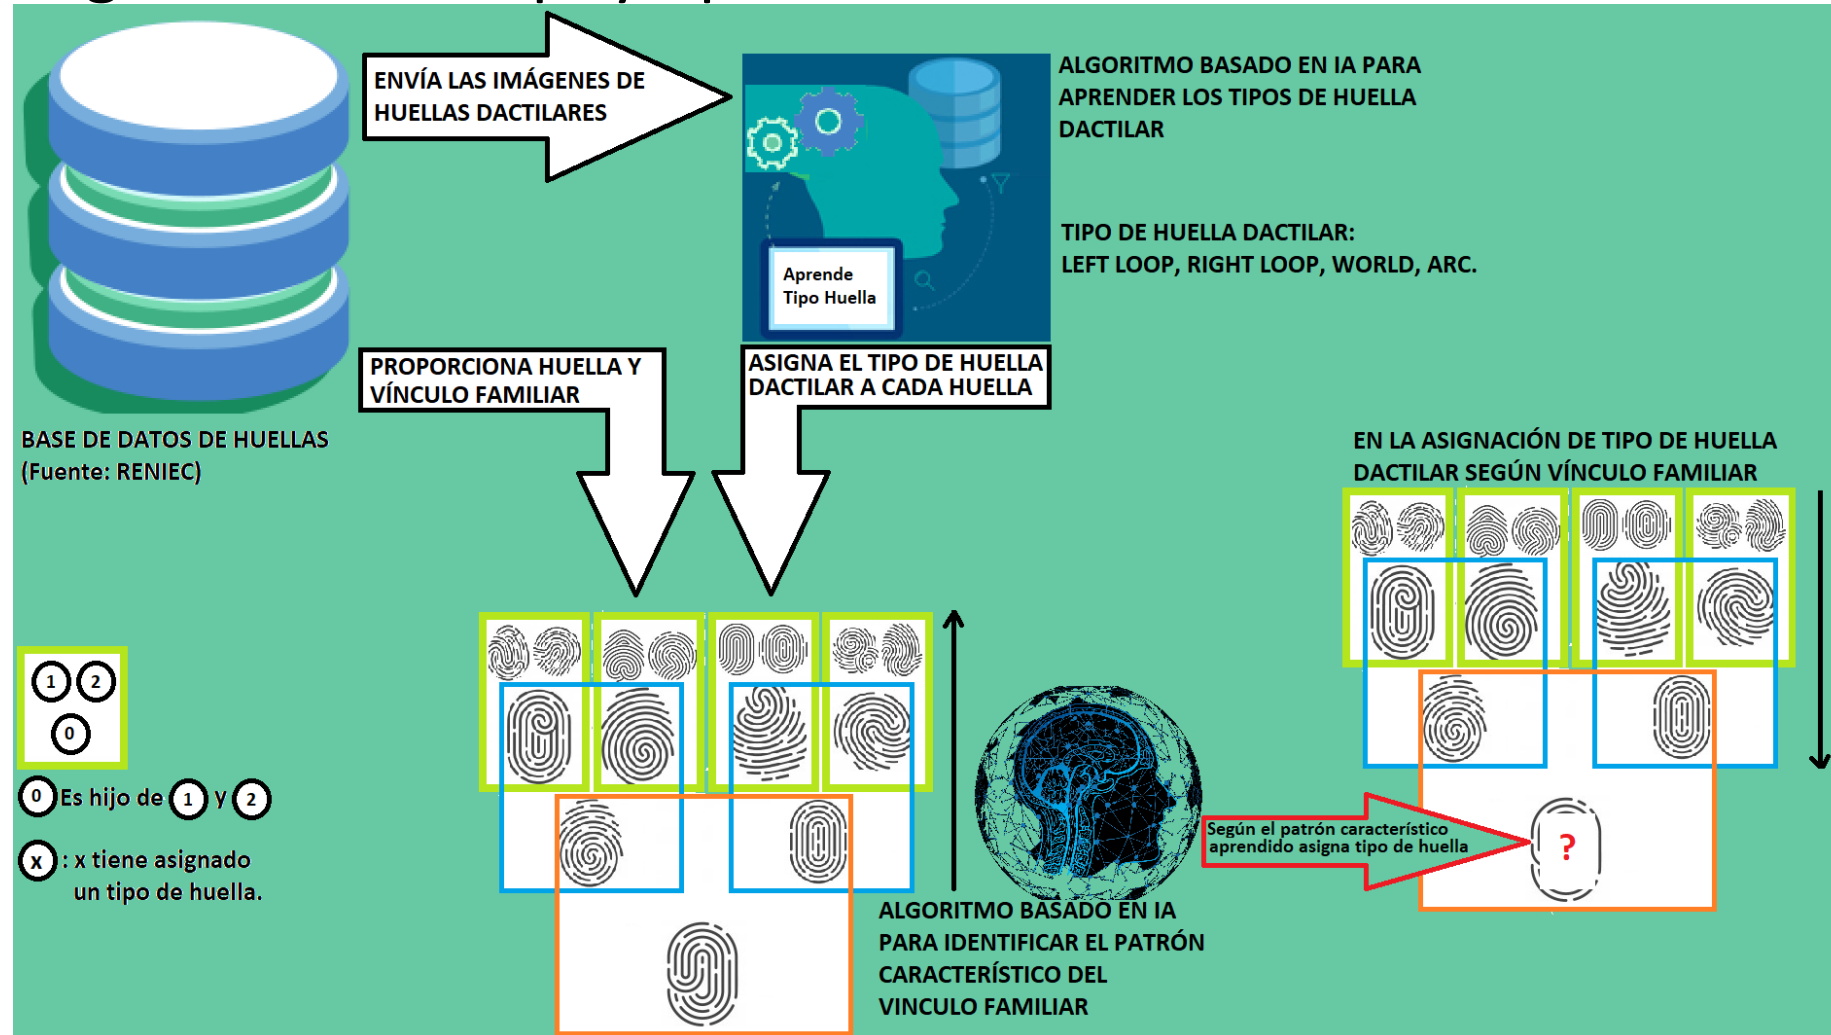 ENVÍA LAS IMÁGENES DE
HUELLAS DACTILARES
ALGORITMO BASADO EN IA PARA
APRENDER LOS TIPOS DE HUELLA
DACTILAR
TIPO DE HUELLA DACTILAR:
LEFT LOOP, RIGHT LOOP, WORLD, ARC.
Aprende
Tipo Huella
PROPORCIONA HUELLA Y
VÍNCULO FAMILIAR
ASIGNA EL TIPO DE HUELLA
DACTILAR A CADA HUELLA
BASE DE DATOS DE HUELLAS
(Fuente: RENIEC)
EN LA ASIGNACIÓN DE TIPO DE HUELLA
DACTILAR SEGÚN VÍNCULO FAMILIAR
1 2
0
0 Es hijo de 1 y 2
x : x tiene asignado
un tipo de huella.
Según el patrón característico
aprendido asigna tipo de huella
?
ALGORITMO BASADO EN IA
PARA IDENTIFICAR EL PATRÓN
CARACTERÍSTICO DEL
VINCULO FAMILIAR